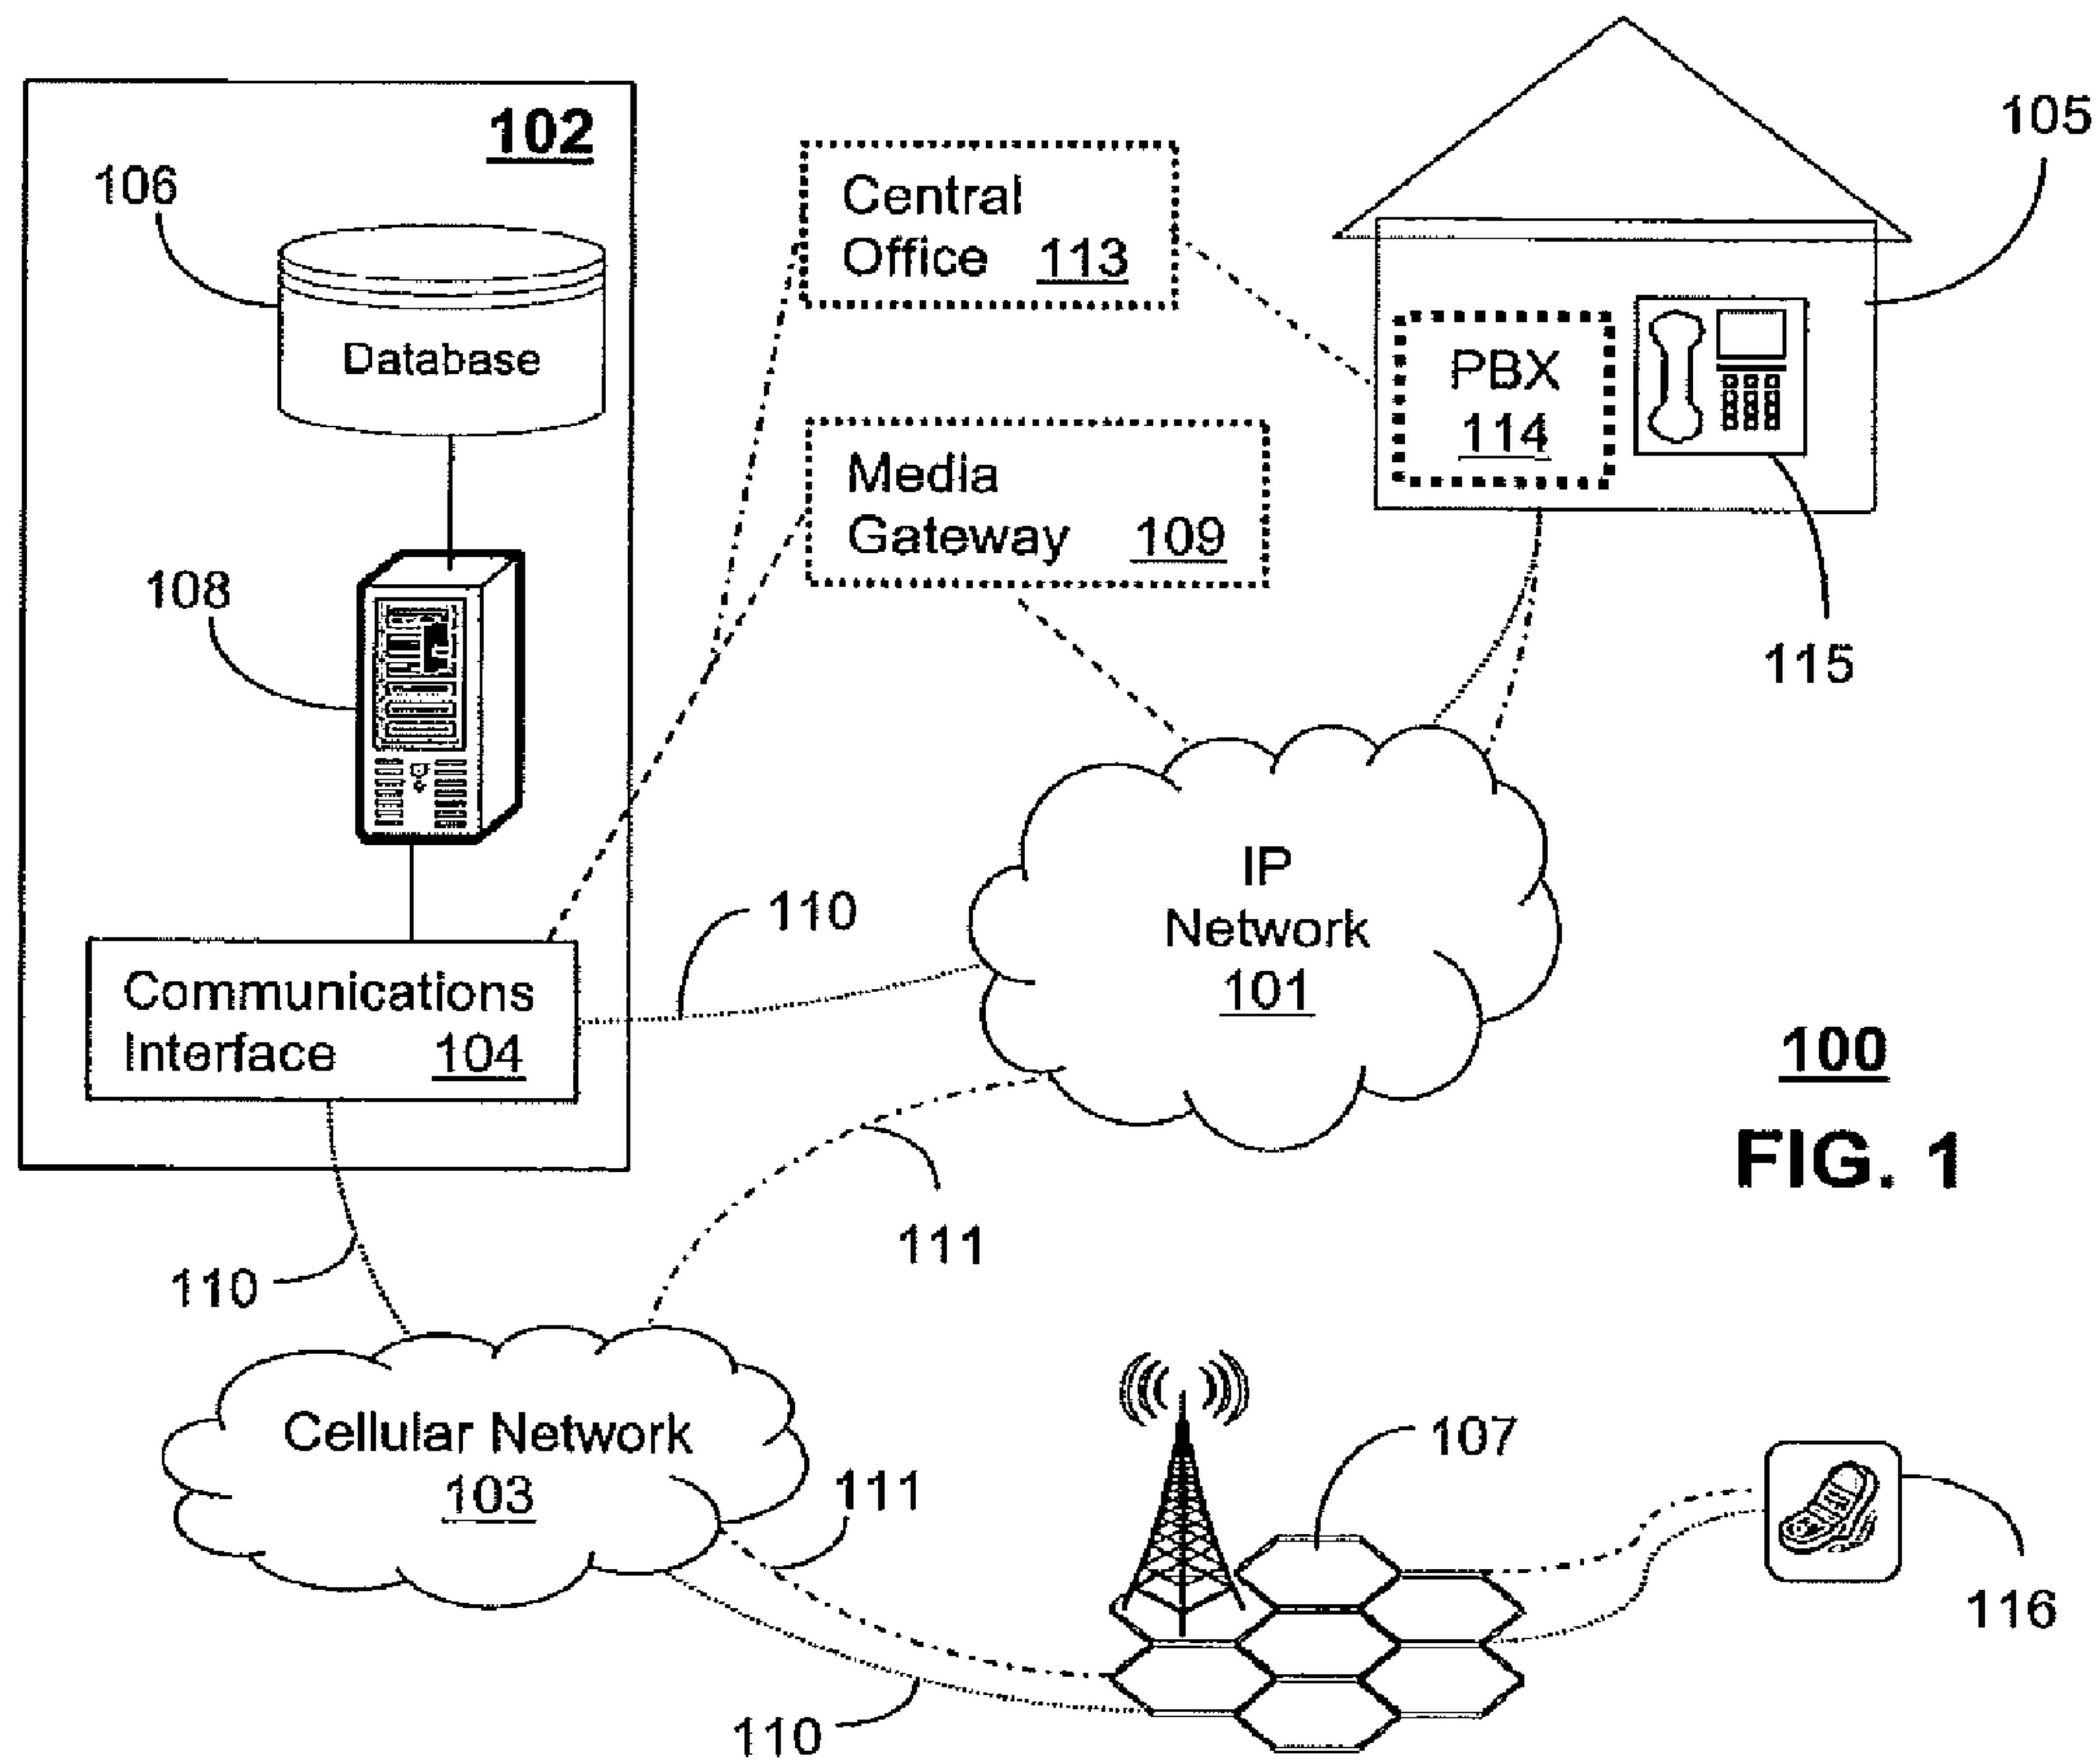 102
106
Database
108
Communications
Interface 104
Central
Office 113
Media
Gateway 109
105
PBX
114
115
IP
Network
101
110
111
110
100
FIG. 1
Cellular Network
103
111
110
107
116